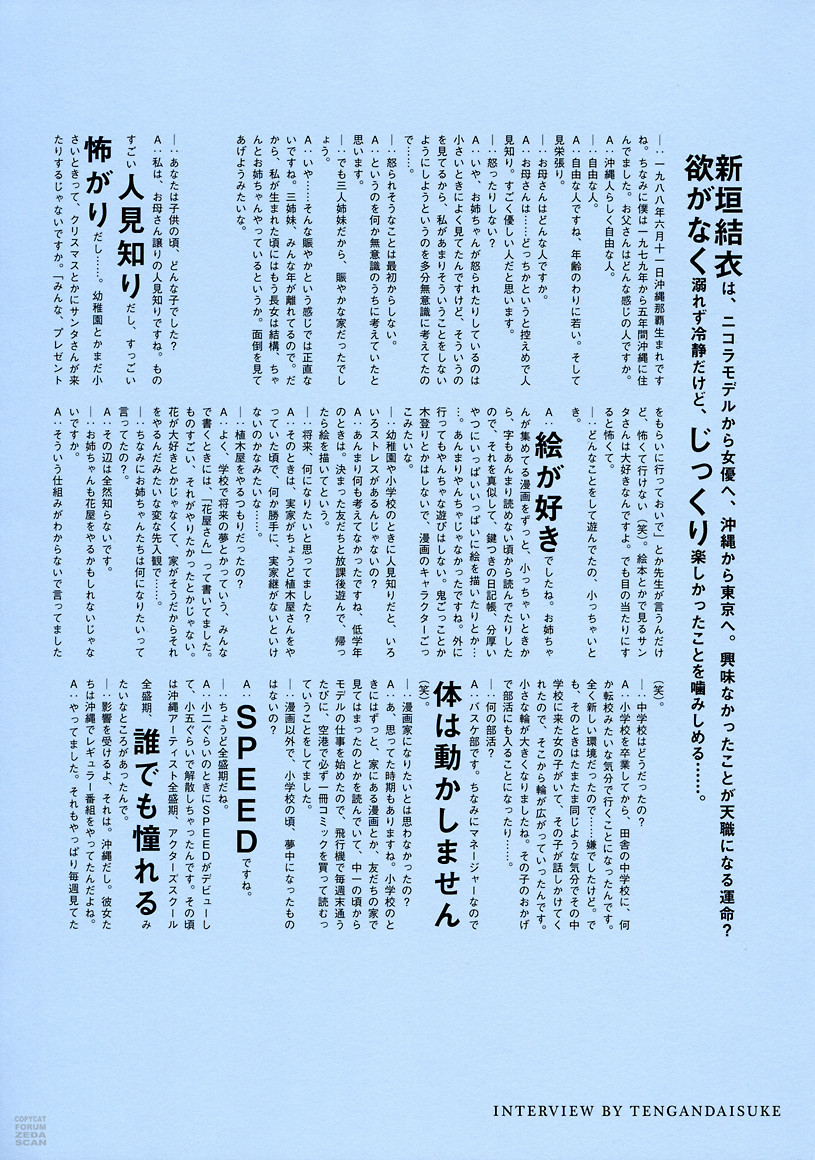 新垣結衣は、ニコラモデルから女優へ、沖縄から東京へ。興味なかったことが天職になる運命?
欲がなく溺れず冷静だけど、じっくり楽しかったことを噛みしめる……。
―:一九八八年六月十一日沖縄那覇生まれです
ね。ちなみに僕は一九七九年から五年間沖縄に住
んでました。お父さんはどんな感じの人ですか。
A:沖縄人らしく自由な人。
―:自由な人。
A:自由な人ですね、年齢のわりに若い。そして
見栄張り。
―:お母さんはどんな人ですか。
A:お母さんは……どっちかというと控えめで人
見知り。すごく優しい人だと思います。
―:怒ったりしない?
A:いや、お姉ちゃんが怒られたりしているのは
小さいときによく見てたんですけど、そういうの
を見てるから、私があまりそういうことをしない
ようにしようというのを多分無意識に考えてたの
で……。
―:怒られそうなことは最初からしない。
A:というのを何か無意識のうちに考えていたと
思います。
―:でも三人姉妹だから、賑やかな家だったでし
ょう。
A:いや……そんな賑やかという感じでは正直な
いですね。三姉妹、みんな年が離れてるので。だ
から、私が生まれた頃にはもう長女は結構、ちゃ
んとお姉ちゃんやっているというか。面倒を見て
あげようみたいな。
―:あなたは子供の頃、どんな子でした?
A:私は、お母さん譲りの人見知りですね。もの
すごい人見知りだし、すっごい
怖がりだし……。幼稚園とかまだ小
さいときって、クリスマスとかにサンタさんが来
たりするじゃないですか。「みんな、プレゼント
をもらいに行っておいで」とか先生が言うんだけ
ど、怖くて行けない(笑)。絵本とかで見るサン
タさんは大好きなんですよ。でも目の当たりにす
ると怖くて。
―:どんなことをして遊んでたの、小っちゃいと
き。
A:絵が好きでしたね。お姉ちゃ
んが集めてる漫画をずっと、小っちゃいときか
ら、字もあんまり読めない頃から読んでたりした
ので、それを真似して、鍵つきの日記帳、分厚い
やつにいっぱいいっぱいに絵を描いたりとか…
…。あんまりやんちゃじゃなかったですね。外に
行ってもやんちゃな遊びはしない。鬼ごっことか
木登りとかはしないで、漫画のキャラクターごっ
こみたいな。
―:幼稚園や小学校のときに人見知りだと、いろ
いろストレスがあるんじゃないの?
A:あんまり何も考えてなかったですね、低学年
のときは。決まった友だちと放課後遊んで、帰っ
たら絵を描いてという。
―:将来、何になりたいと思ってました?
A:そのときは、実家がちょうど植木屋さんをや
っていた頃で、何か勝手に、実家継がないといけ
ないのかなみたいな……。
―:植木屋をやるつもりだったの?
A:よく、学校で将来の夢とかっていう、みんな
で書くときには、「花屋さん」って書いてました。
ものすごい、それがやりたかったとかじゃない。
花が大好きとかじゃなくて、家がそうだからそれ
をやるんだみたいな変な先入観で……。
―:ちなみにお姉ちゃんたちは何になりたいって
言ってたの?
A:その辺は全然知らないです。
―:お姉ちゃんも花屋をやるかもしれないじゃな
いですか。
A:そういう仕組みがわからないで言ってました
(笑)。
―:中学校はどうだったの?
A:小学校を卒業してから、田舎の中学校に、何
か転校みたいな気分で行くことになったんです。
全く新しい環境だったので……嫌でしたけど。で
も、そのときはたまたま同じような気分でその中
学校に来た女の子がいて、その子が話しかけてく
れたので、そこから輪が広がっていったんです。
小さな輪が大きくなりましたね。その子のおかげ
で部活にも入ることになったり……。
―:何の部活?
A:バスケ部です。ちなみにマネージャーなので
体は動かしません
(笑)。
―:漫画家になりたいとは思わなかったの?
A:あ、思ってた時期もありますね。小学校のと
きにはずっと、家にある漫画とか、友だちの家で
見てはまったのとかを読んでいて、中一の頃から
モデルの仕事を始めたので、飛行機で毎週末通う
たびに、空港で必ず一冊コミックを買って読むっ
ていうことをしてました。
―:漫画以外で、小学校の頃、夢中になったもの
はないの?
A:SPEEDですね。
―:ちょうど全盛期だね。
A:小二ぐらいのときにSPEEDがデビューし
て、小五ぐらいで解散しちゃったんです。その頃
は沖縄アーティスト全盛期、アクターズスクール
全盛期、誰でも憧れるみ
たいなところがあったんで。
―:影響を受けるよ、それは。沖縄だし。彼女た
ちは沖縄でレギュラー番組をやってたんだよね。
A:やってました。それもやっぱり毎週見てた
INTERVIEW BY TENGANDAISUKE
COPYCAT
FORUM
ZEDA
SCAN